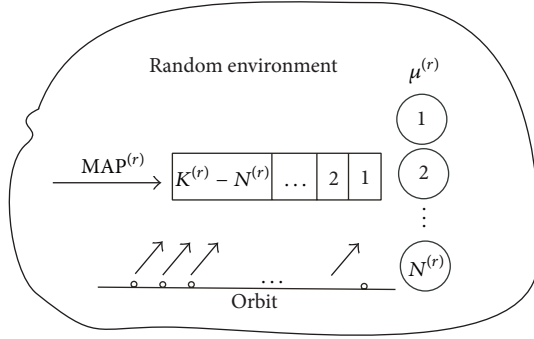 Random environment
μ^(r)
1
MAP^(r)
K^(r) − N^(r) ... 2 1
2
⋮
N^(r)
...
Orbit